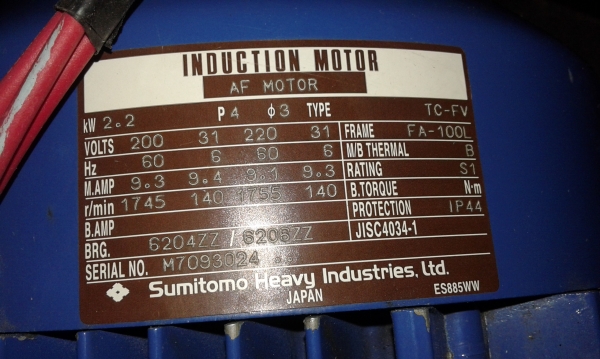 INDUCTION MOTOR
AF MOTOR
kW 2.2 P 4 φ 3 TYPE TC-FV
VOLTS 200 31 220 31 FRAME FA-100L
Hz 60 6 60 6 M/B THERMAL B
M.AMP 9.3 9.4 9.1 9.3 RATING S1
r/min 1745 140 1755 140 B.TORQUE N·m
B.AMP PROTECTION IP44
BRG. 6204ZZ / 6205ZZ JISC4034-1
SERIAL NO. M7093024
Sumitomo Heavy Industries, Ltd.
JAPAN ES885WW